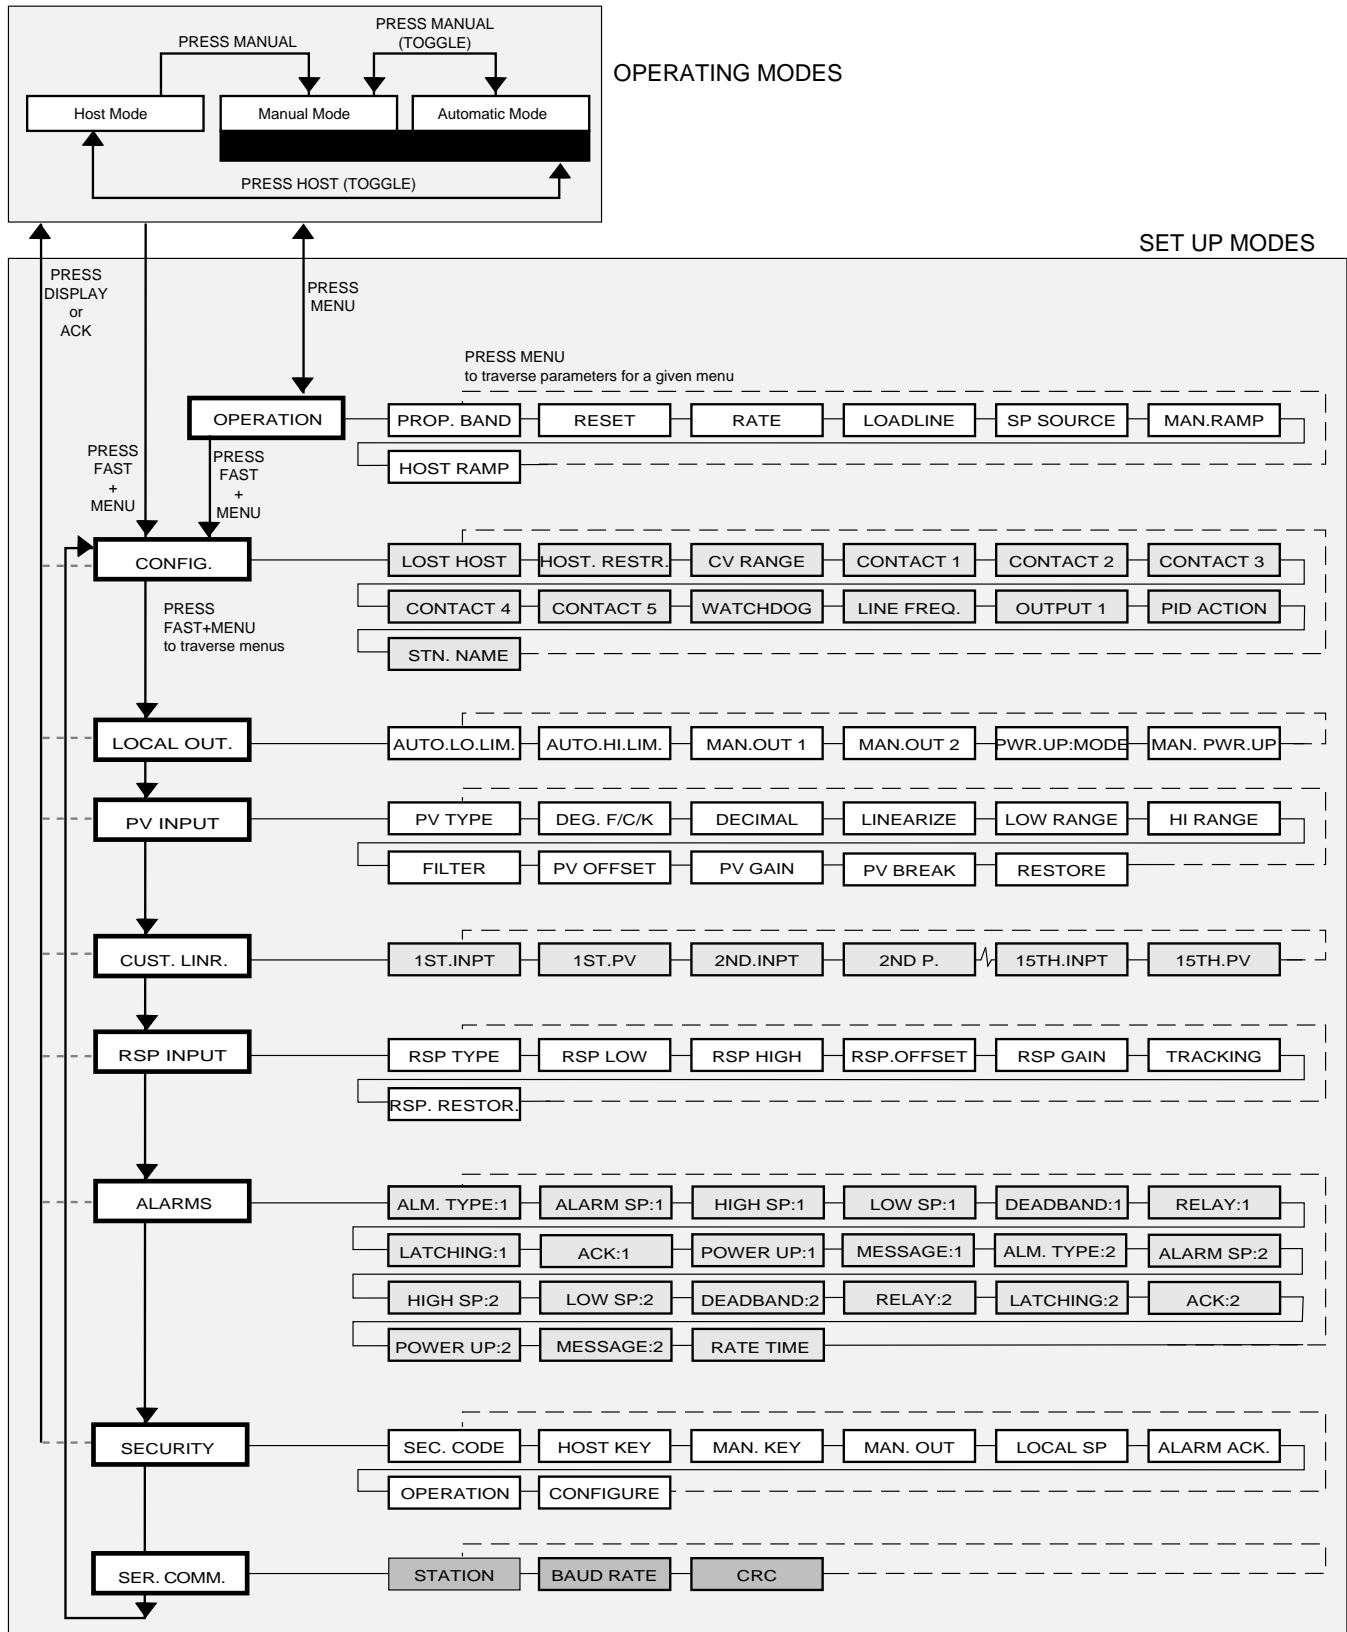 PRESS MANUAL
PRESS MANUAL
(TOGGLE)
OPERATING MODES
Host Mode
Manual Mode
Automatic Mode
PRESS HOST (TOGGLE)
SET UP MODES
PRESS
DISPLAY
or
ACK
PRESS
MENU
PRESS MENU
to traverse parameters for a given menu
OPERATION
PROP. BAND
RESET
RATE
LOADLINE
SP SOURCE
MAN.RAMP
HOST RAMP
PRESS
FAST
+
MENU
PRESS
FAST
+
MENU
CONFIG.
LOST HOST
HOST. RESTR.
CV RANGE
CONTACT 1
CONTACT 2
CONTACT 3
CONTACT 4
CONTACT 5
WATCHDOG
LINE FREQ.
OUTPUT 1
PID ACTION
STN. NAME
PRESS
FAST+MENU
to traverse menus
LOCAL OUT.
AUTO.LO.LIM.
AUTO.HI.LIM.
MAN.OUT 1
MAN.OUT 2
PWR.UP:MODE
MAN. PWR.UP
PV INPUT
PV TYPE
DEG. F/C/K
DECIMAL
LINEARIZE
LOW RANGE
HI RANGE
FILTER
PV OFFSET
PV GAIN
PV BREAK
RESTORE
CUST. LINR.
1ST.INPT
1ST.PV
2ND.INPT
2ND P.
15TH.INPT
15TH.PV
RSP INPUT
RSP TYPE
RSP LOW
RSP HIGH
RSP.OFFSET
RSP GAIN
TRACKING
RSP. RESTOR.
ALARMS
ALM. TYPE:1
ALARM SP:1
HIGH SP:1
LOW SP:1
DEADBAND:1
RELAY:1
LATCHING:1
ACK:1
POWER UP:1
MESSAGE:1
ALM. TYPE:2
ALARM SP:2
HIGH SP:2
LOW SP:2
DEADBAND:2
RELAY:2
LATCHING:2
ACK:2
POWER UP:2
MESSAGE:2
RATE TIME
SECURITY
SEC. CODE
HOST KEY
MAN. KEY
MAN. OUT
LOCAL SP
ALARM ACK.
OPERATION
CONFIGURE
SER. COMM.
STATION
BAUD RATE
CRC